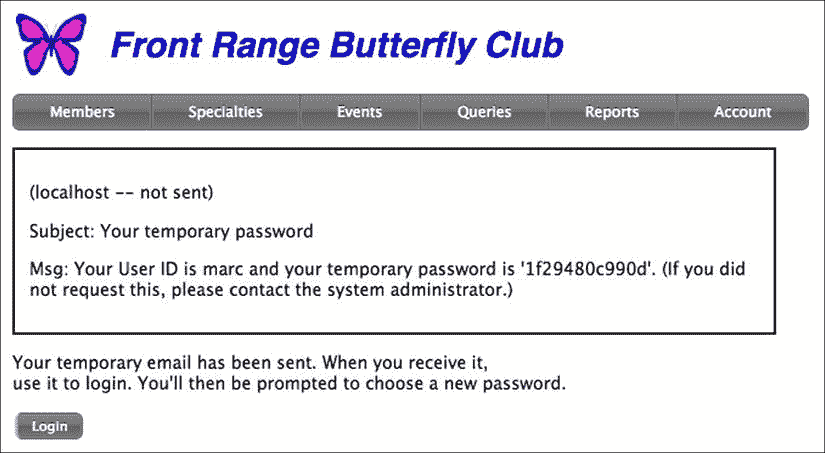 Front Range Butterfly Club
Members Specialties Events Queries Reports Account
(localhost -- not sent)
Subject: Your temporary password
Msg: Your User ID is marc and your temporary password is '1f29480c990d'. (If you did
not request this, please contact the system administrator.)
Your temporary email has been sent. When you receive it,
use it to login. You'll then be prompted to choose a new password.
Login